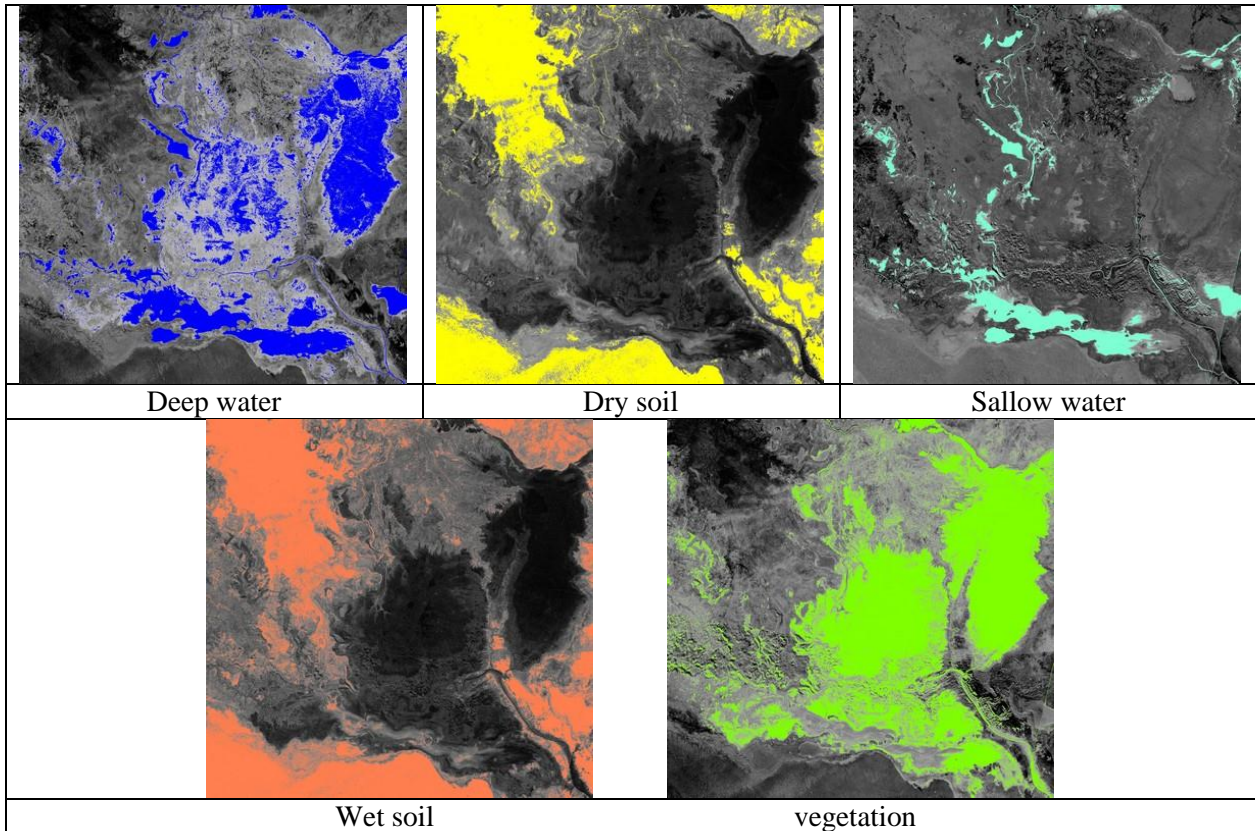 Deep water
Dry soil
Sallow water
Wet soil
vegetation